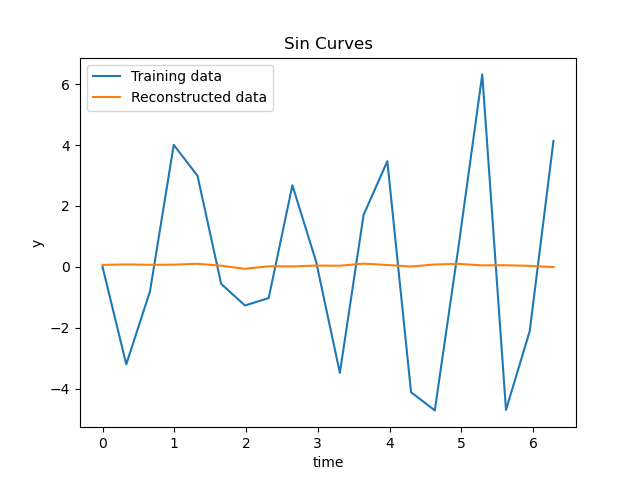 Sin Curves
Training data
Reconstructed data
6
4
2
0
−2
−4
y
0 1 2 3 4 5 6
time